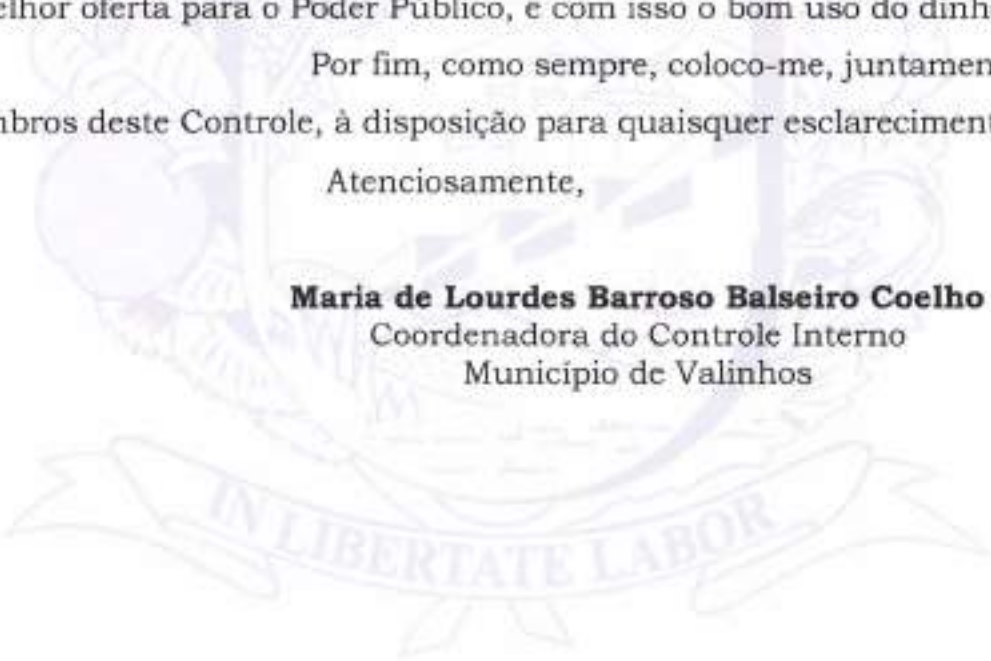 elhor oferta para o Poder Público, e com isso o bom uso do dinh
Por fim, como sempre, coloco-me, juntamen
mbros deste Controle, à disposição para quaisquer esclareciment
Atenciosamente,
Maria de Lourdes Barroso Balseiro Coelho
Coordenadora do Controle Interno
Município de Valinhos
IN LIBERTATE LABOR